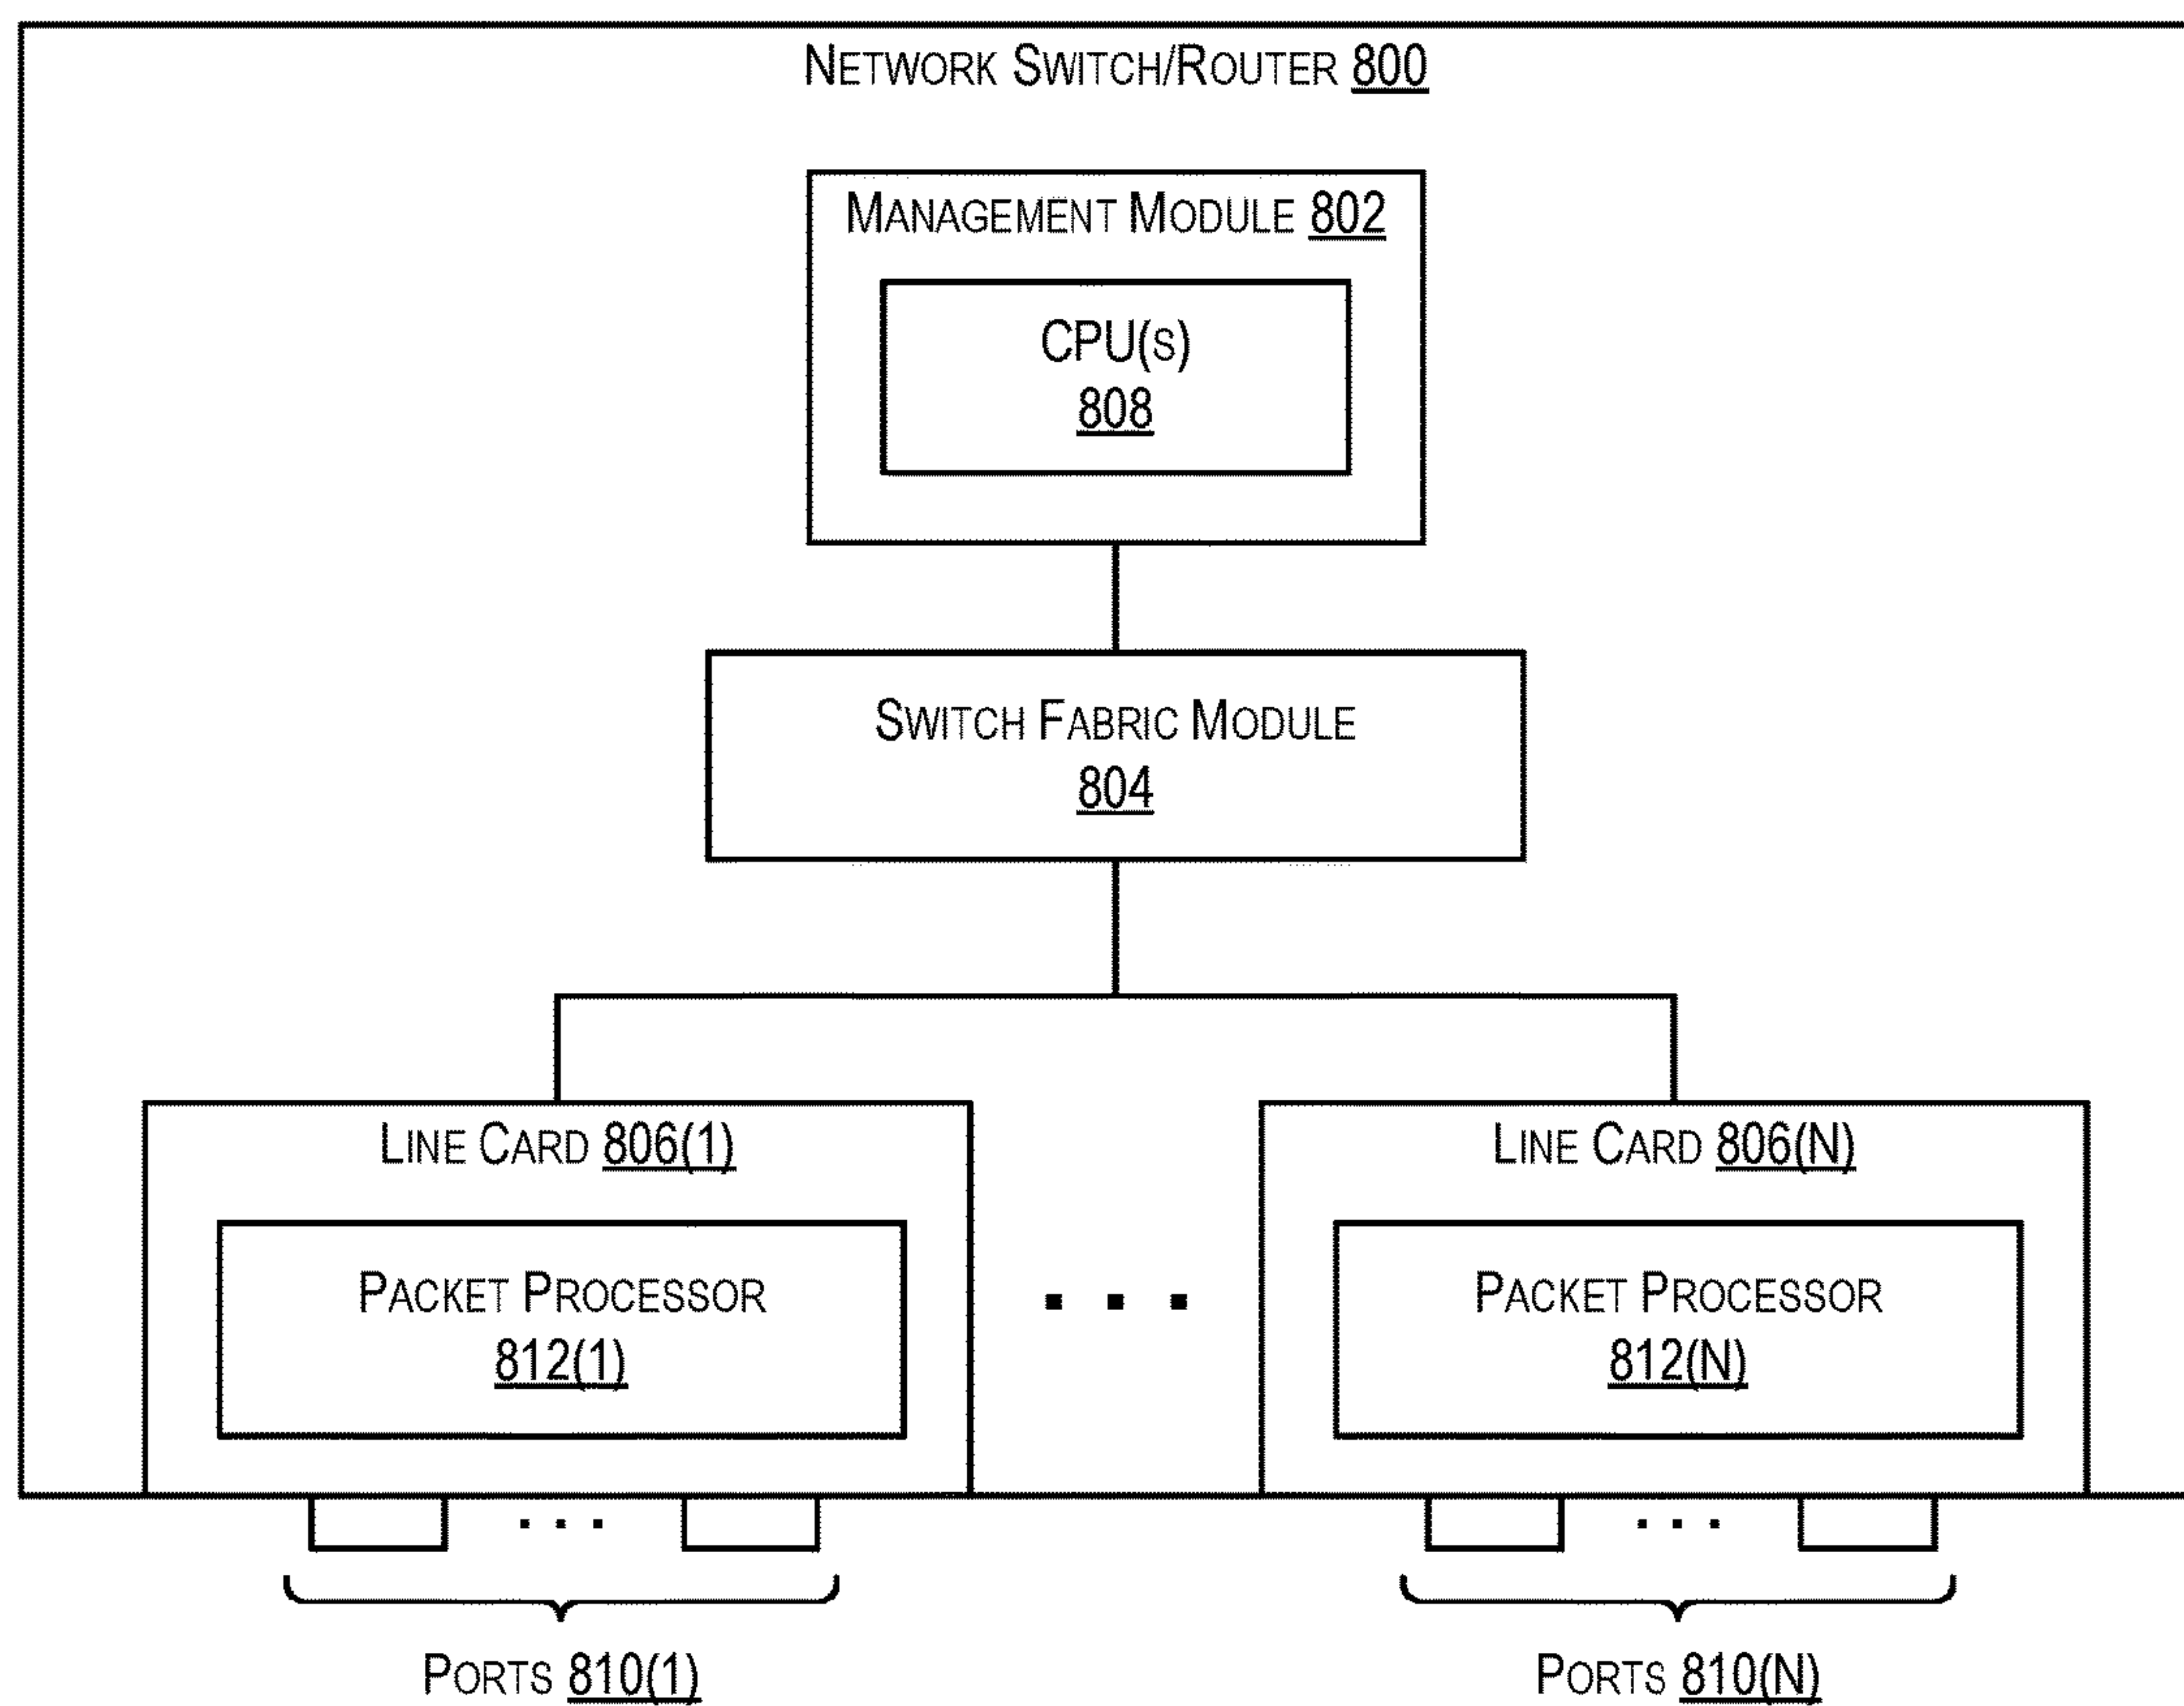 NETWORK SWITCH/ROUTER 800
MANAGEMENT MODULE 802
CPU(S)
808
SWITCH FABRIC MODULE
804
LINE CARD 806(1)
LINE CARD 806(N)
PACKET PROCESSOR
812(1)
. . .
PACKET PROCESSOR
812(N)
. . .
. . .
PORTS 810(1)
PORTS 810(N)